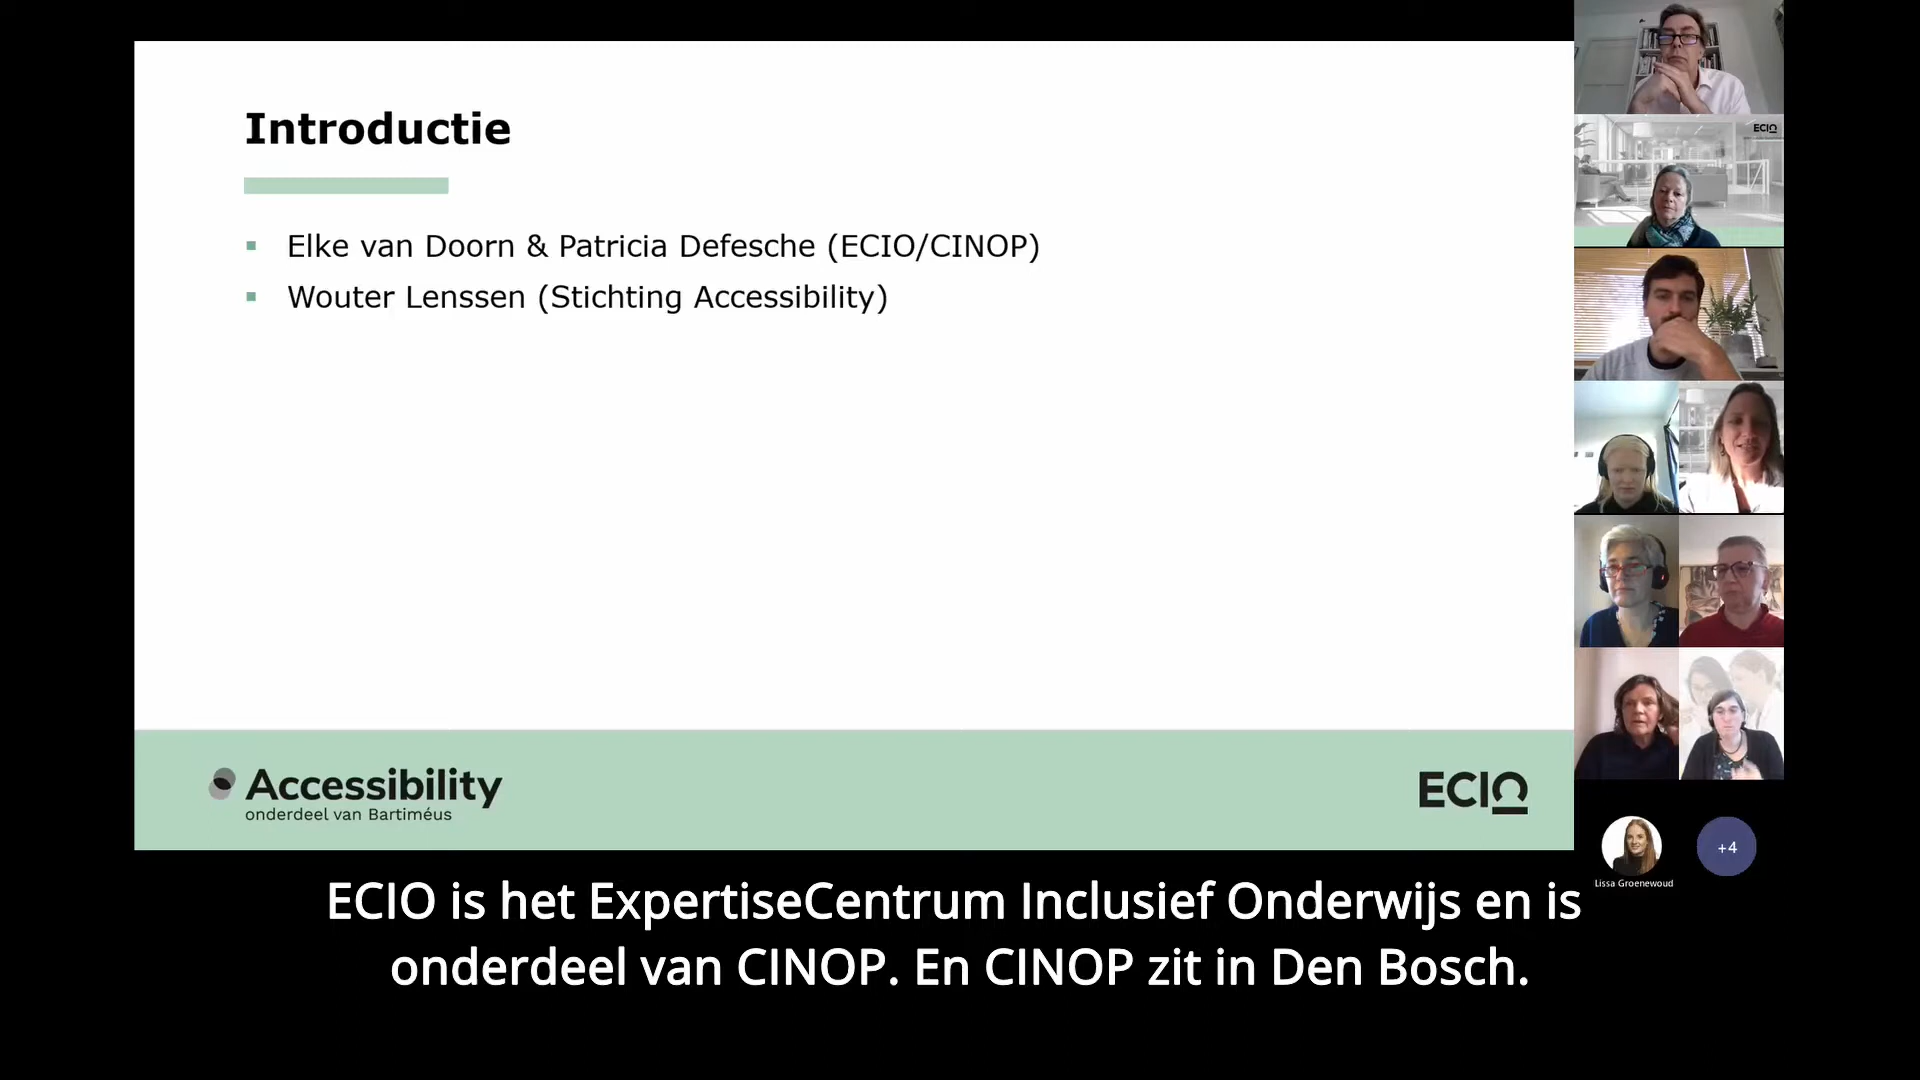 Introductie
Elke van Doorn & Patricia Defesche (ECIO/CINOP)
Wouter Lenssen (Stichting Accessibility)
Accessibility
onderdeel van Bartiméus
ECIO
ECIO
Lissa Groenewoud
+4
ECIO is het ExpertiseCentrum Inclusief Onderwijs en is
onderdeel van CINOP. En CINOP zit in Den Bosch.